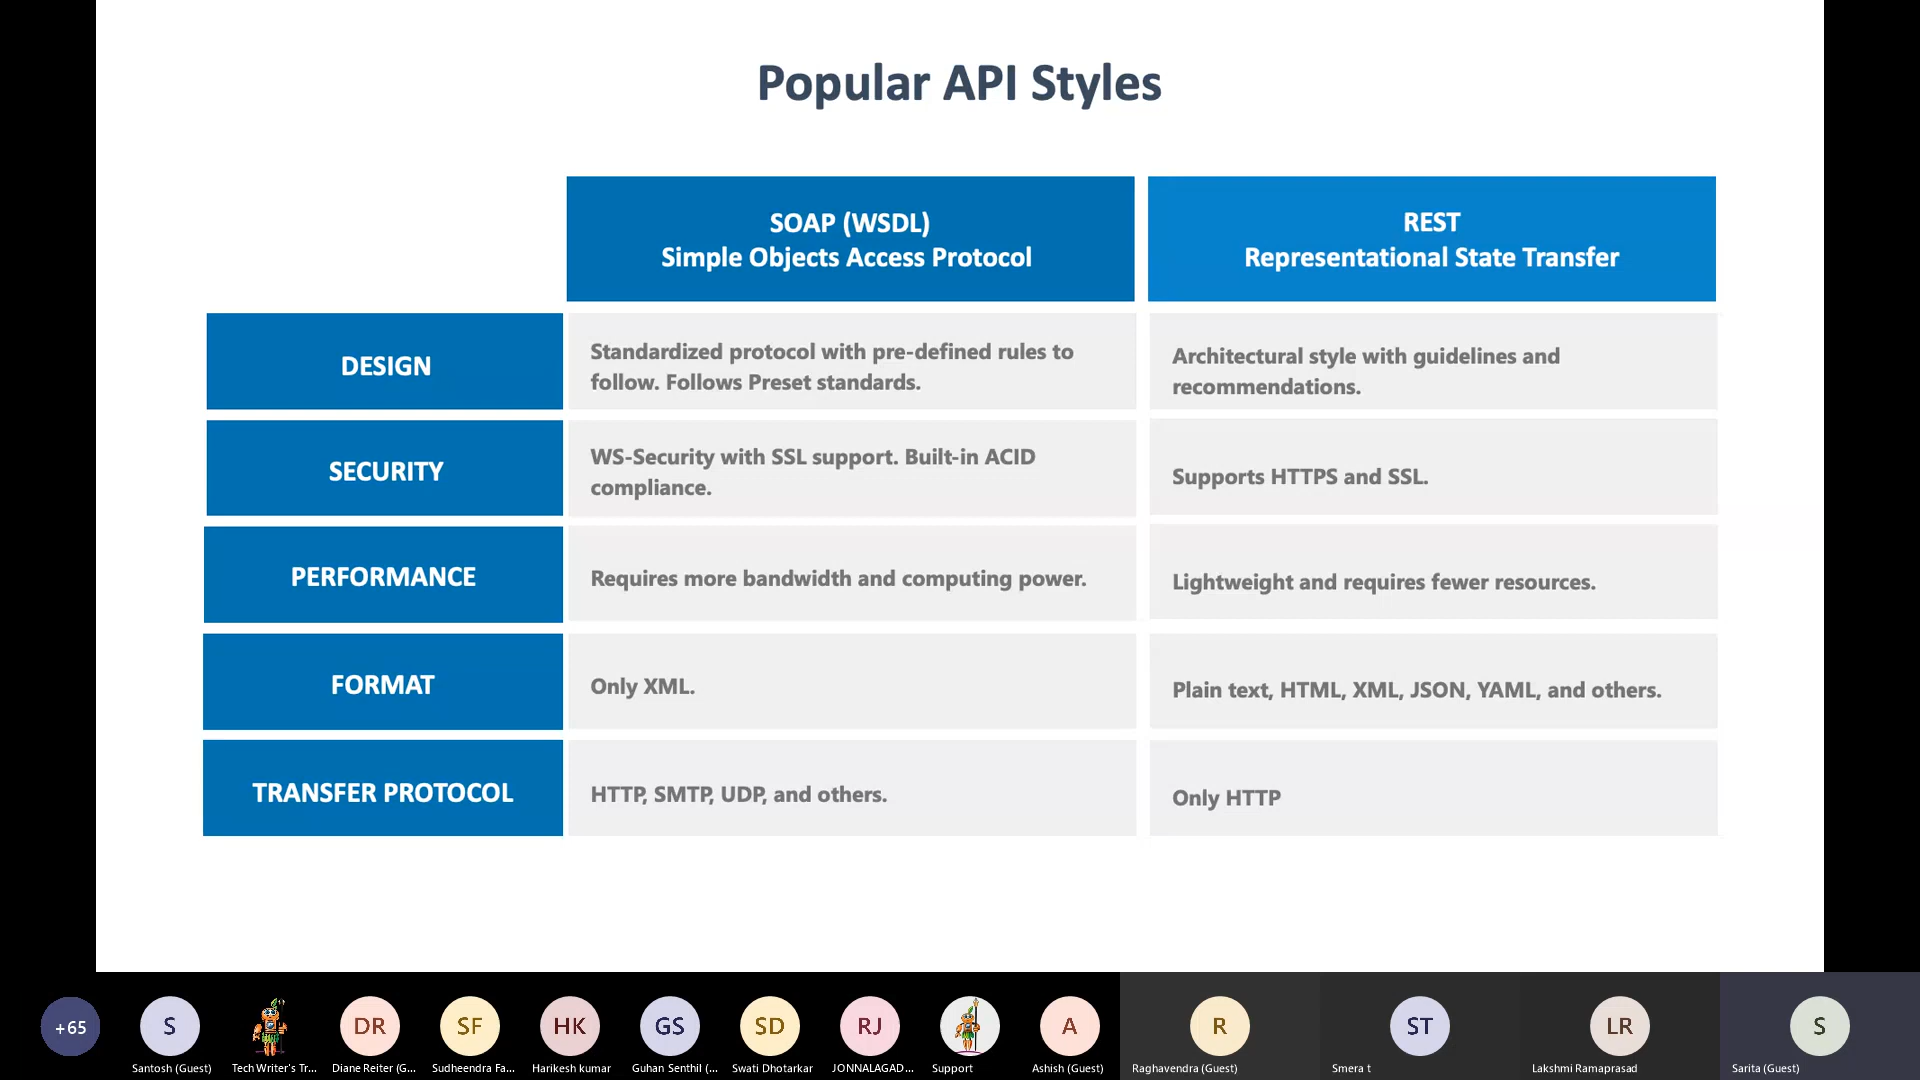 Popular API Styles
SOAP (WSDL)
Simple Objects Access Protocol
REST
Representational State Transfer
DESIGN
Standardized protocol with pre-defined rules to
follow. Follows Preset standards.
Architectural style with guidelines and
recommendations.
SECURITY
WS-Security with SSL support. Built-in ACID
compliance.
Supports HTTPS and SSL.
PERFORMANCE
Requires more bandwidth and computing power.
Lightweight and requires fewer resources.
FORMAT
Only XML.
Plain text, HTML, XML, JSON, YAML, and others.
TRANSFER PROTOCOL
HTTP, SMTP, UDP, and others.
Only HTTP
+65
S
DR
SF
HK
GS
SD
RJ
A
R
ST
LR
S
Santosh (Guest)
Tech Writer's Tr...
Diane Reiter (G...
Sudheendra Fa...
Harikesh kumar
Guhan Senthil (...
Swati Dhotarkar
JONNALAGAD...
Support
Ashish (Guest)
Raghavendra (Guest)
Smera t
Lakshmi Ramaprasad
Sarita (Guest)